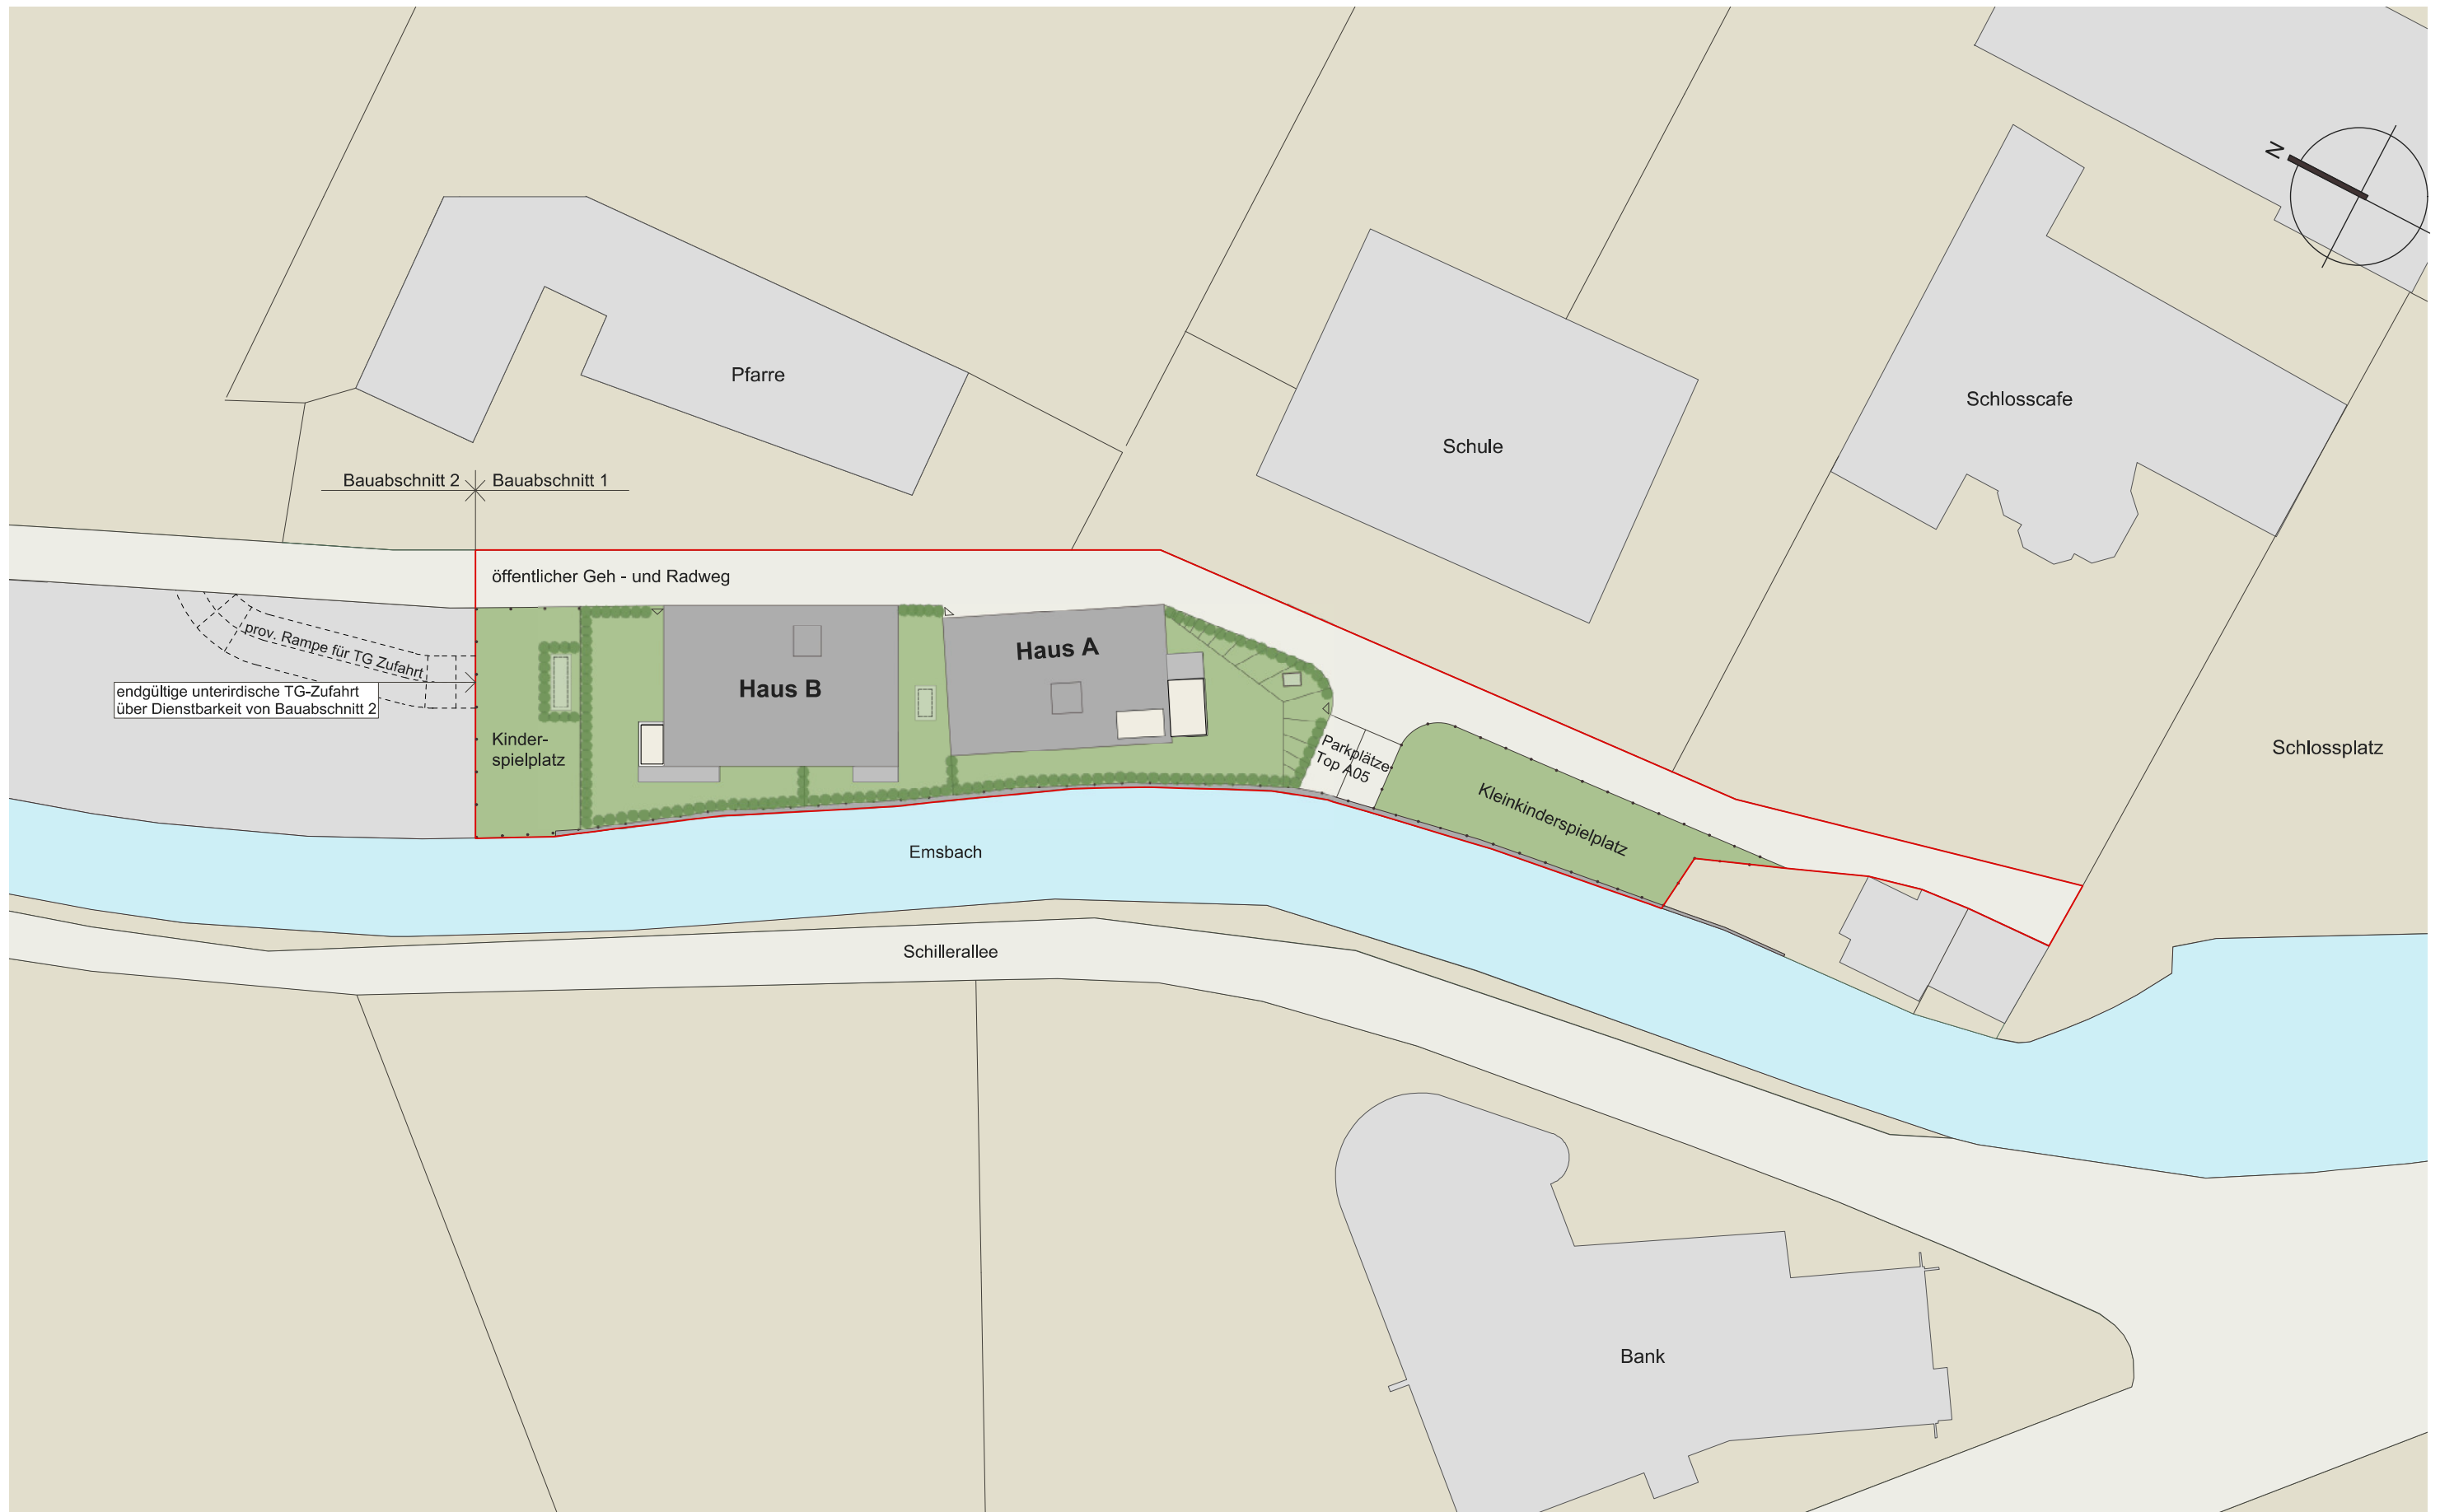 N
Pfarre
Schlosscafe
Schule
Bauabschnitt 2
Bauabschnitt 1
öffentlicher Geh - und Radweg
prov. Rampe für TG Zufahrt
endgültige unterirdische TG-Zufahrt
über Dienstbarkeit von Bauabschnitt 2
Haus B
Haus A
Kinder-
spielplatz
Parkplätze
Top A05
Kleinkinderspielplatz
Schlossplatz
Emsbach
Schillerallee
Bank